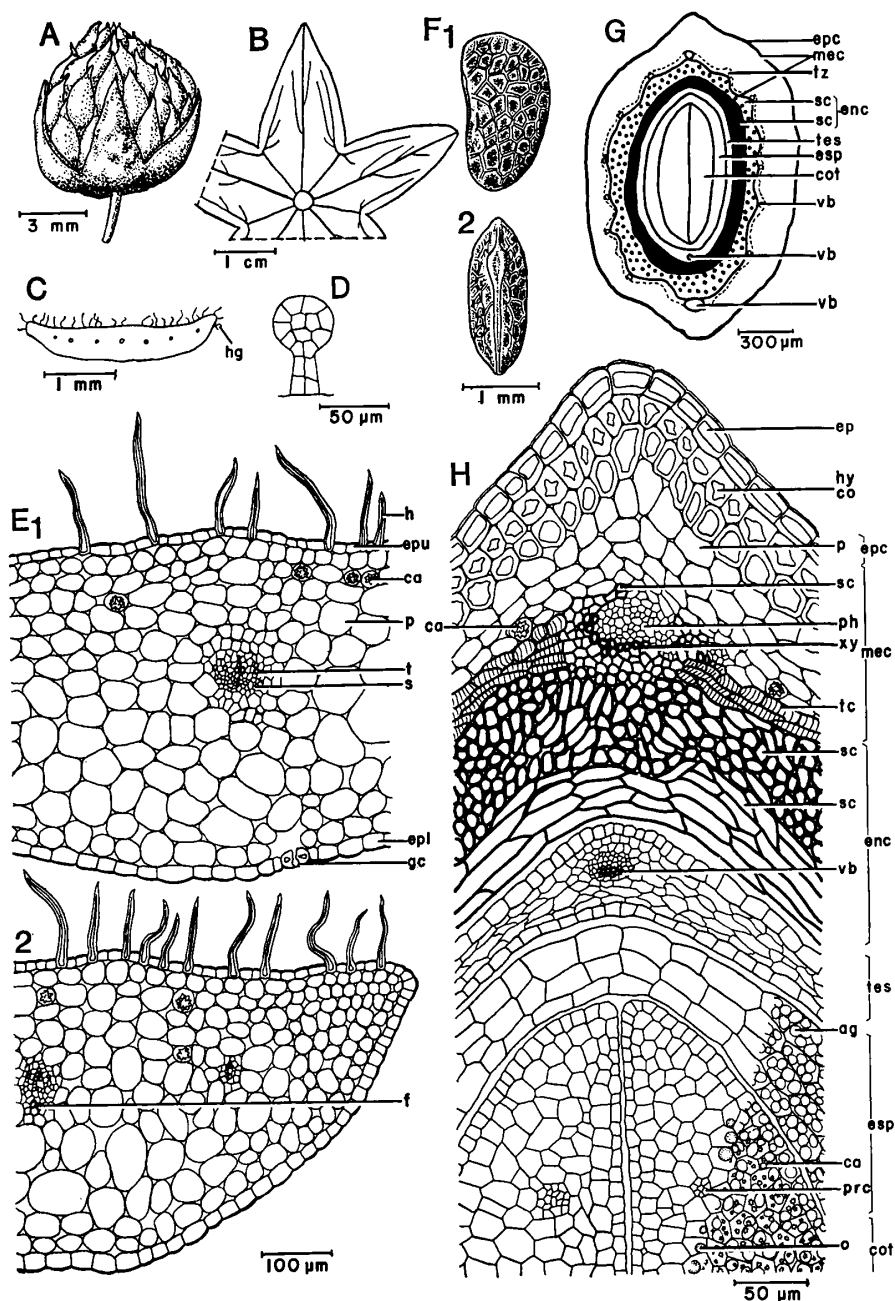 A
3 mm
B
1 cm
C
hg
1 mm
D
50 µm
F1
2
1 mm
G
epc
mec
tz
sc
enc
sc
tes
esp
cot
vb
vb
vb
300 µm
E1
h
epu
ca
p
t
s
epl
gc
2
f
100 µm
H
ep
hy
co
p
epc
sc
ca
ph
xy
mec
tc
sc
sc
enc
vb
tes
ag
esp
ca
prc
o
cot
50 µm